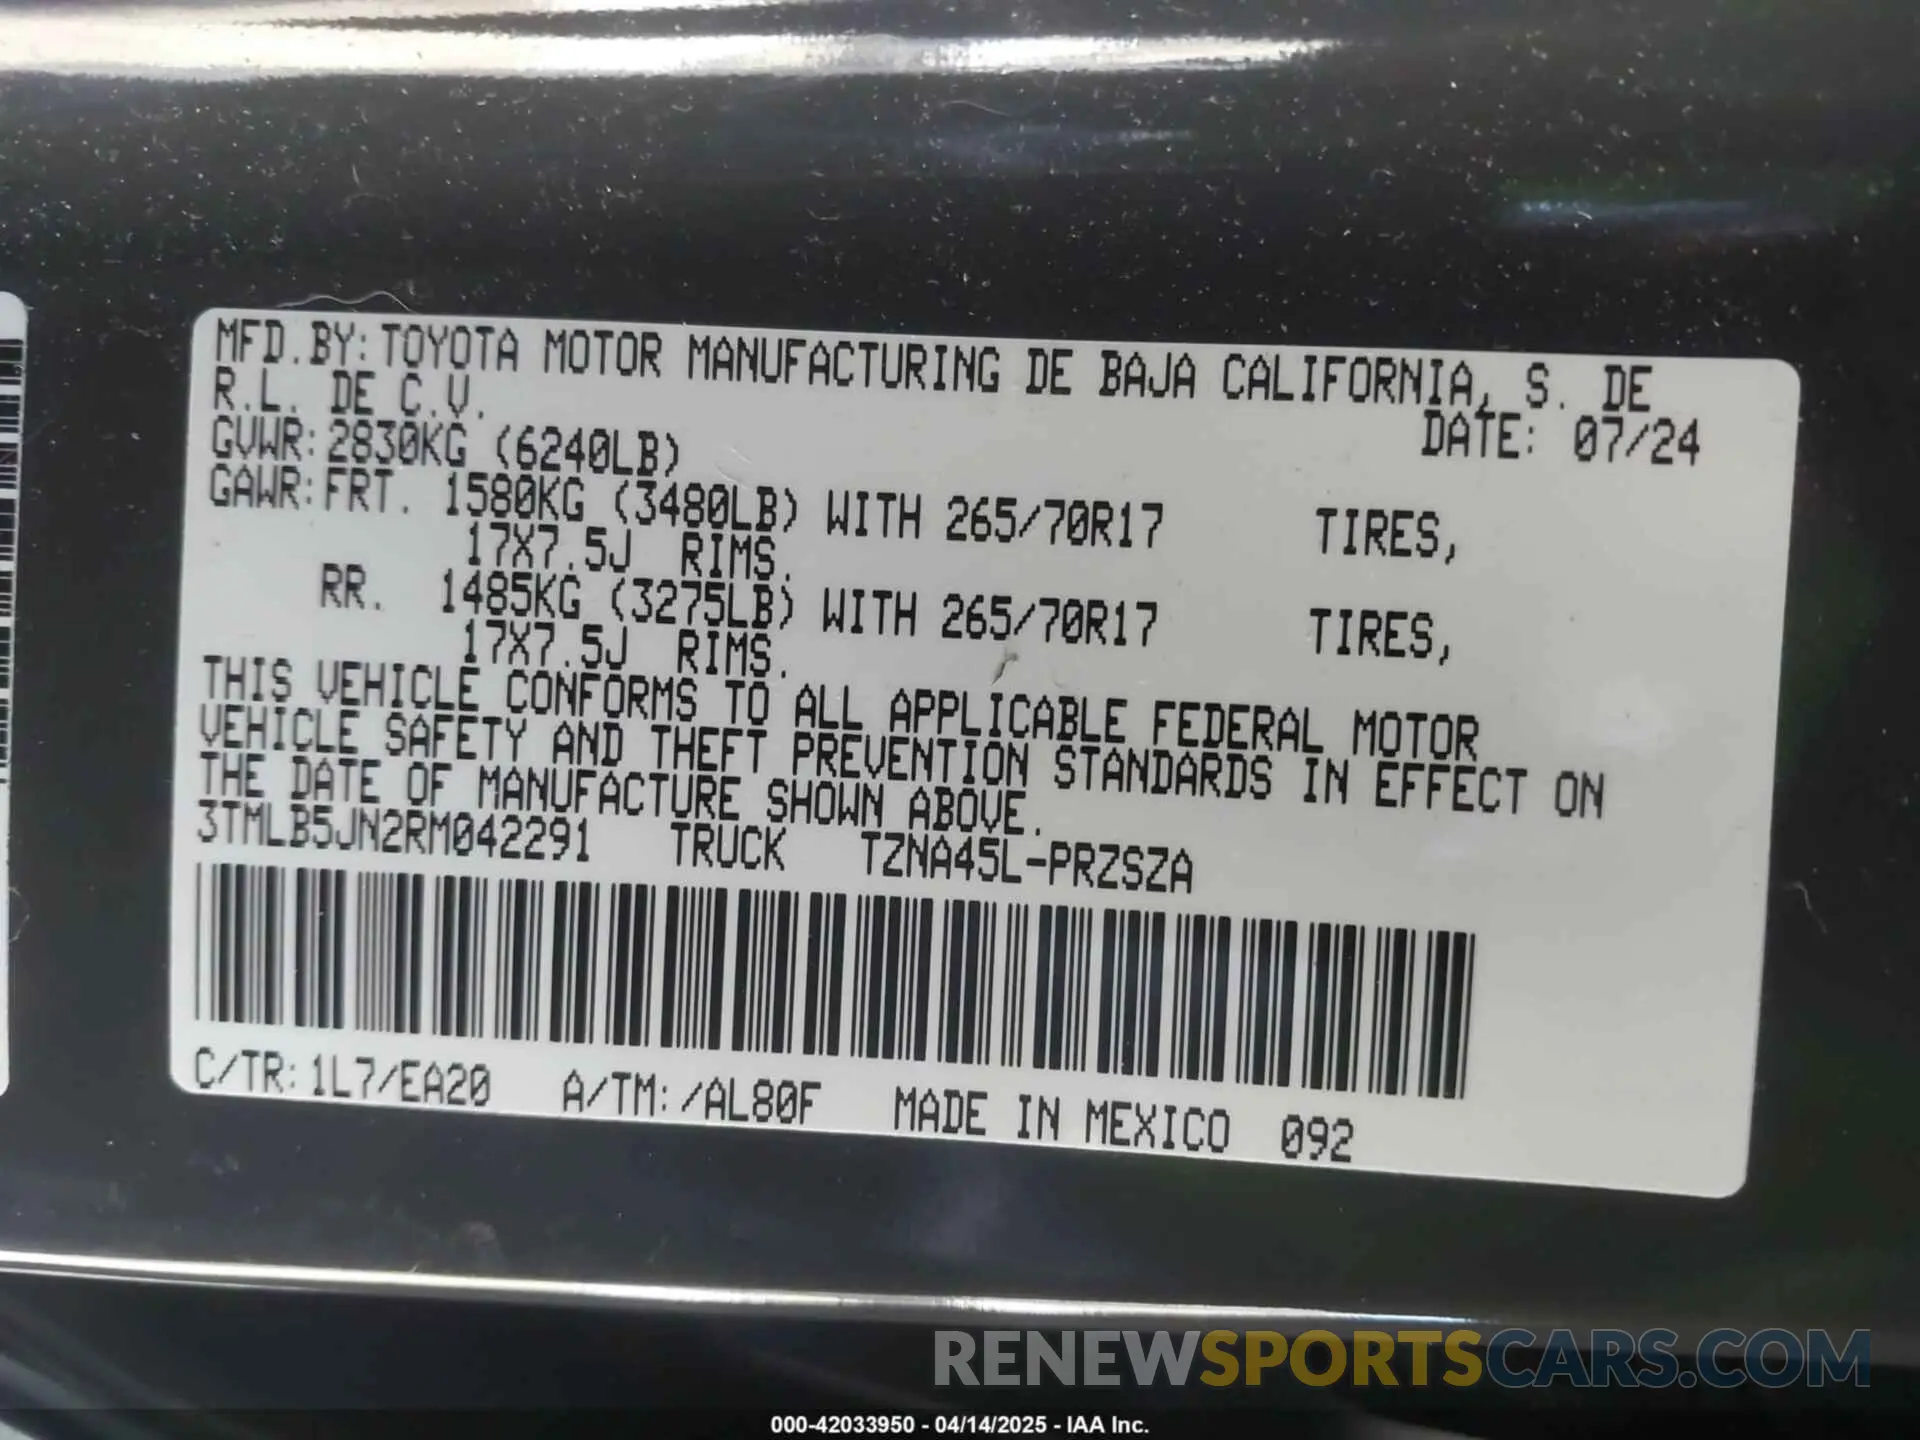 MFD.BY:TOYOTA MOTOR MANUFACTURING DE BAJA CALIFORNIA, S. DE
R.L. DE C.V.
DATE: 07/24
GVWR:2830KG (6240LB)
GAWR:FRT. 1580KG (3480LB) WITH 265/70R17 TIRES,
17X7.5J RIMS.
RR. 1485KG (3275LB) WITH 265/70R17 TIRES,
17X7.5J RIMS.
THIS VEHICLE CONFORMS TO ALL APPLICABLE FEDERAL MOTOR
VEHICLE SAFETY AND THEFT PREVENTION STANDARDS IN EFFECT ON
THE DATE OF MANUFACTURE SHOWN ABOVE.
3TMLB5JN2RM042291 TRUCK TZNA45L-PRZSZA
C/TR:1L7/EA20 A/TM:/AL80F MADE IN MEXICO 092
RENEWSPORTSCARS.COM
000-42033950 - 04/14/2025 - IAA Inc.